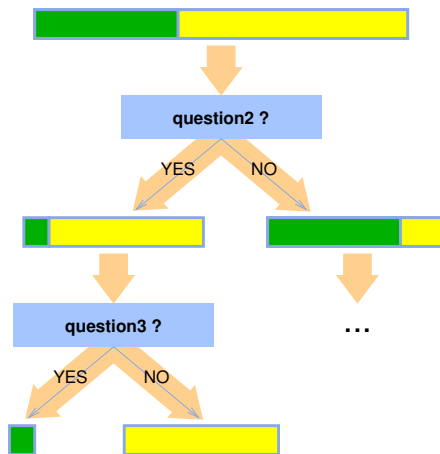 question2 ?
YES
NO
question3 ?
...
YES
NO